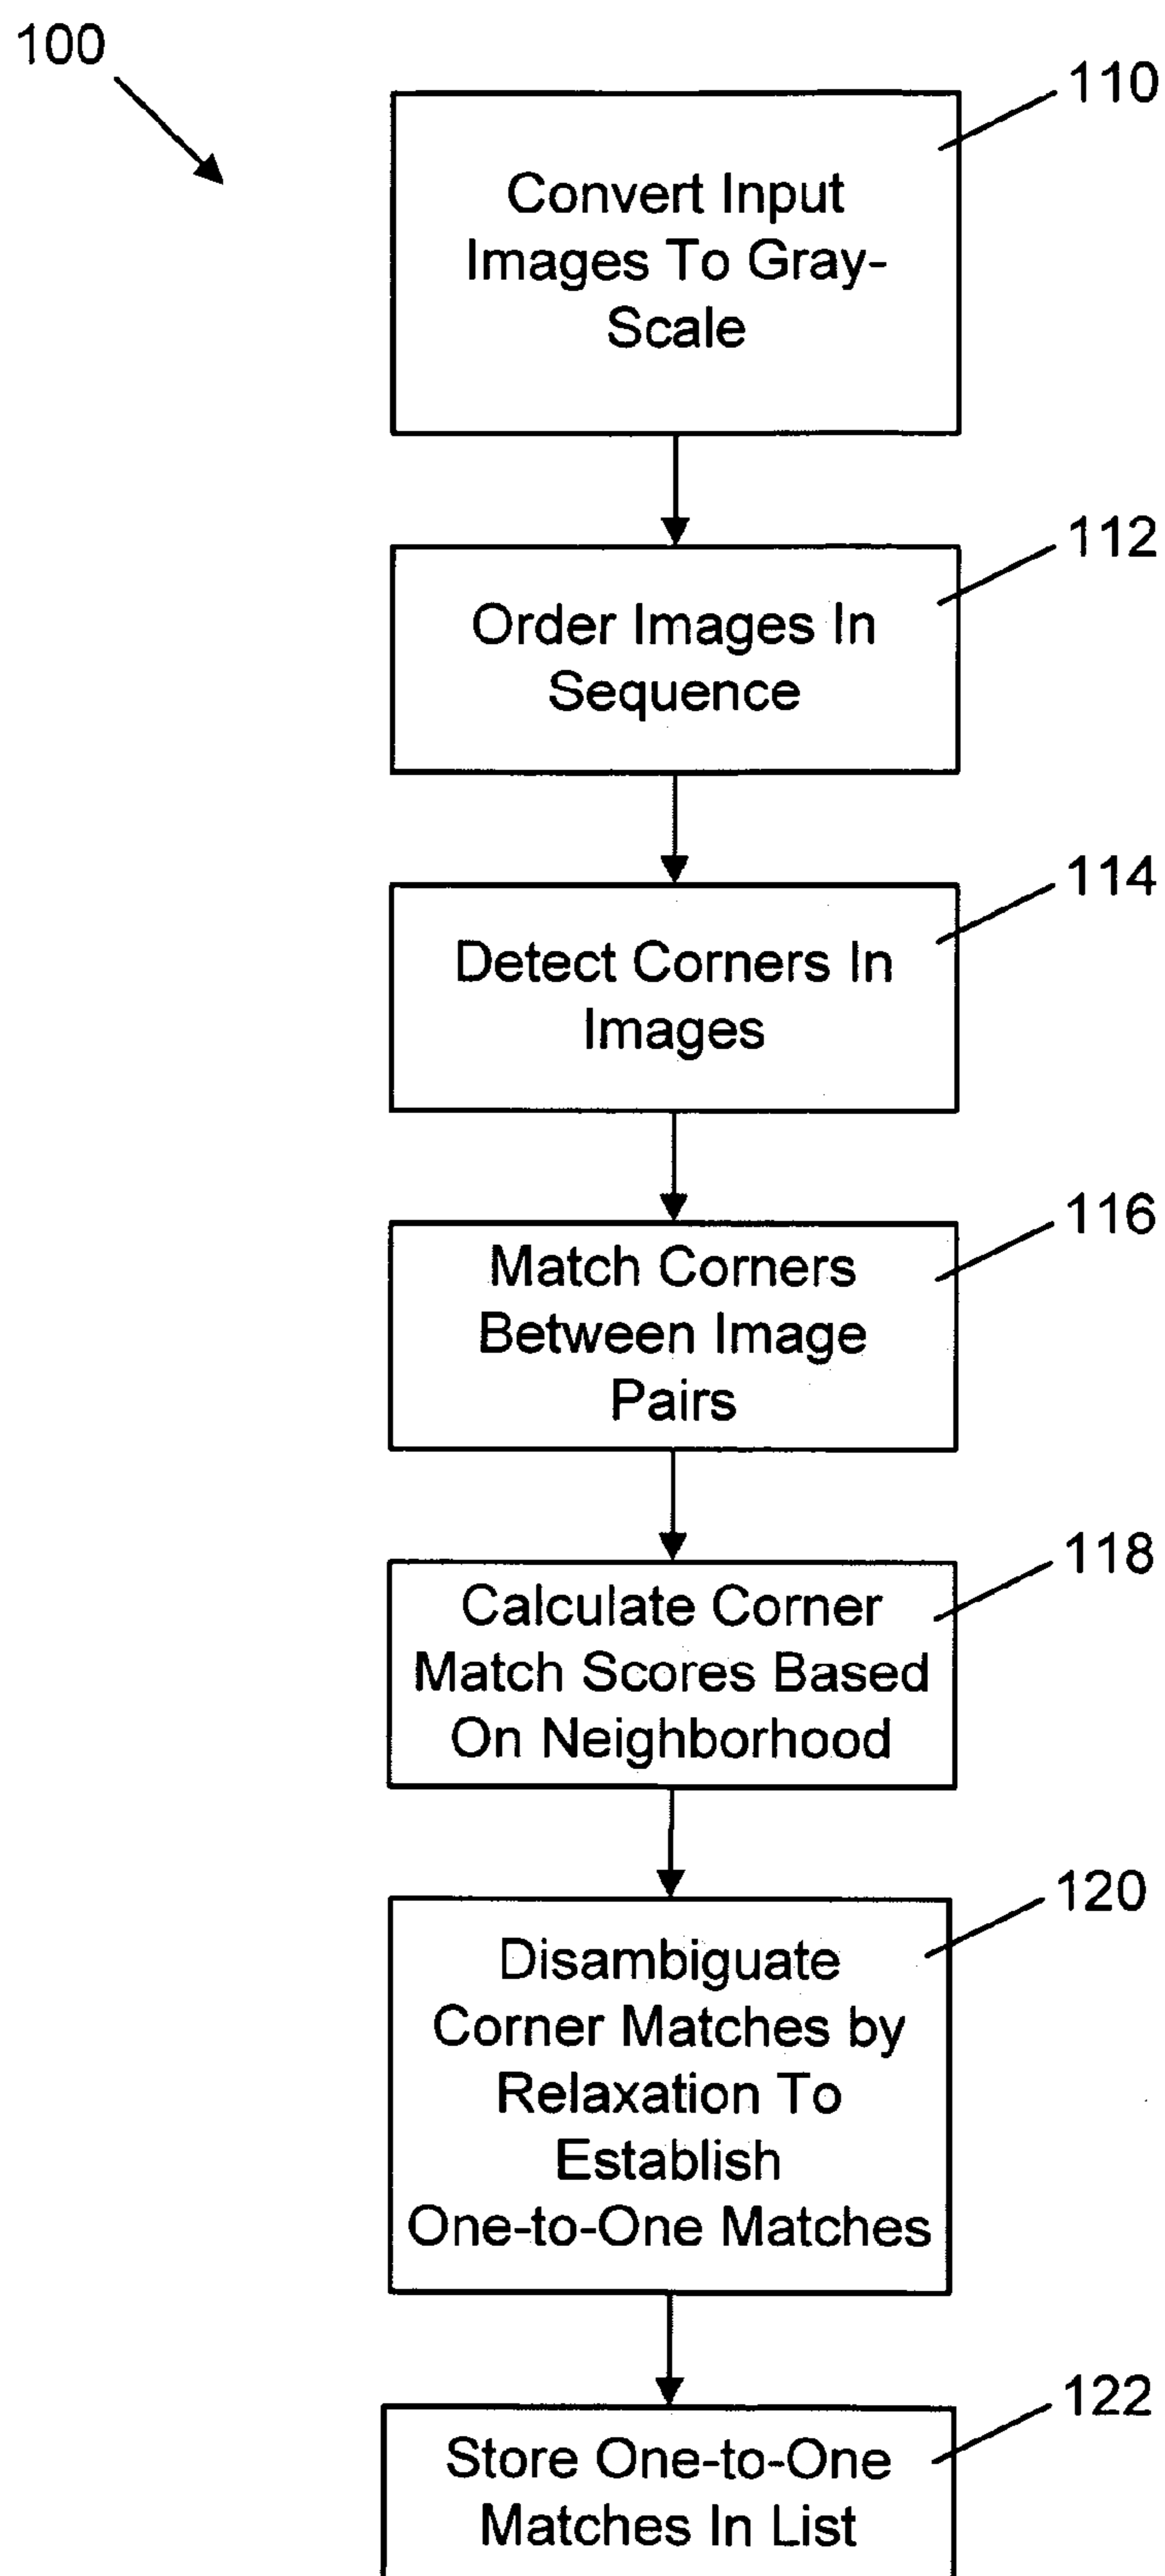 100
110
Convert Input
Images To Gray-
Scale
112
Order Images In
Sequence
114
Detect Corners In
Images
116
Match Corners
Between Image
Pairs
118
Calculate Corner
Match Scores Based
On Neighborhood
120
Disambiguate
Corner Matches by
Relaxation To
Establish
One-to-One Matches
122
Store One-to-One
Matches In List